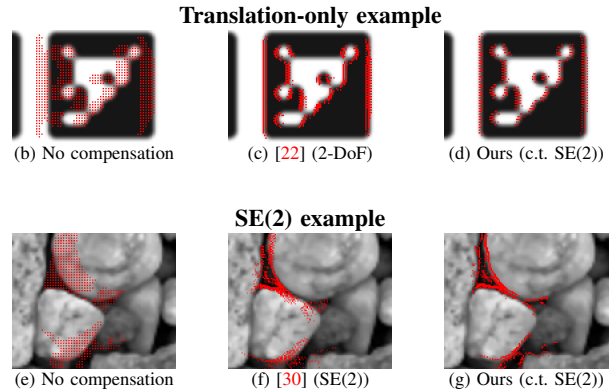 Translation-only example
(b) No compensation
(c) [22] (2-DoF)
(d) Ours (c.t. SE(2))
SE(2) example
(e) No compensation
(f) [30] (SE(2))
(g) Ours (c.t. SE(2))